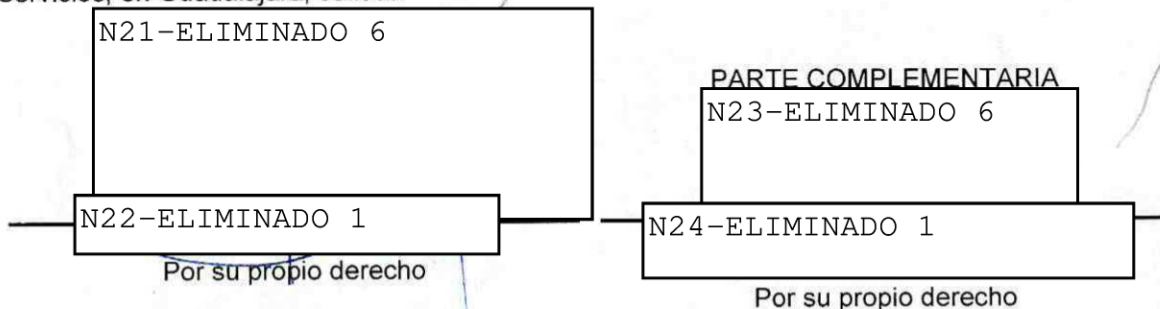 N21-ELIMINADO 6
PARTE COMPLEMENTARIA
N23-ELIMINADO 6
N22-ELIMINADO 1
N24-ELIMINADO 1
Por su propio derecho
Por su propio derecho